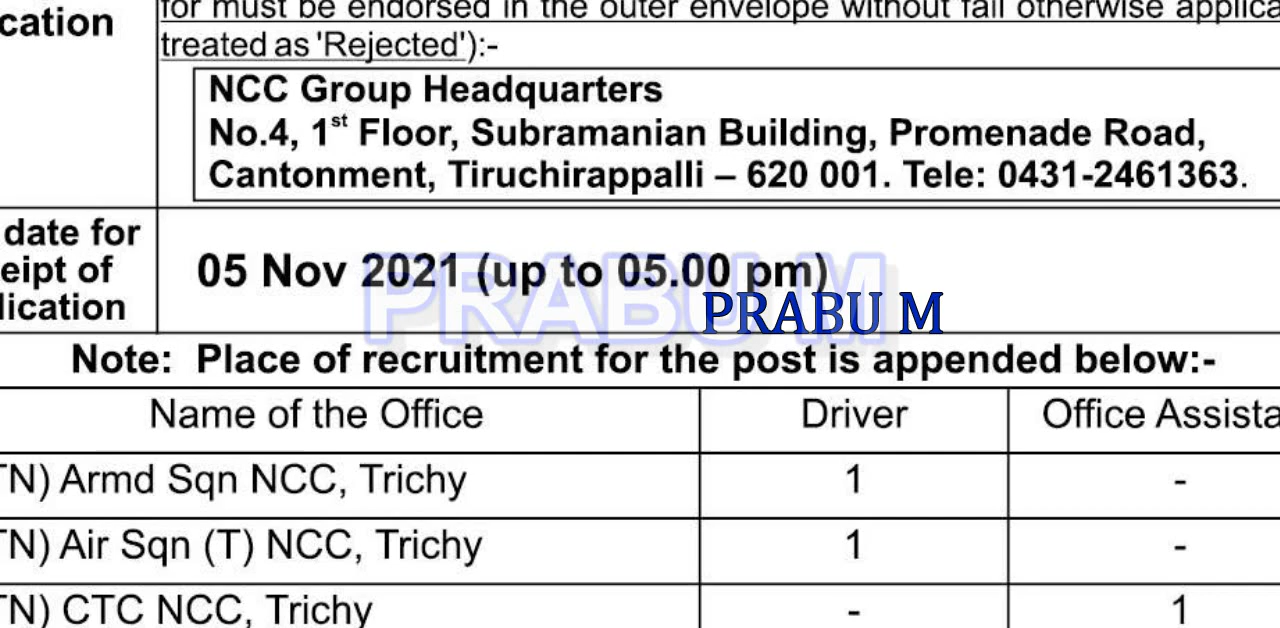 for must be endorsed in the outer envelope without fail otherwise applica
cation
treated as 'Rejected'):-
NCC Group Headquarters
No.4, 1st Floor, Subramanian Building, Promenade Road,
Cantonment, Tiruchirappalli – 620 001. Tele: 0431-2461363.
date for
eipt of
lication
05 Nov 2021 (up to 05.00 pm)
PRABU M
PRABU M
Note: Place of recruitment for the post is appended below:-
Name of the Office Driver Office Assista
TN) Armd Sqn NCC, Trichy 1 -
TN) Air Sqn (T) NCC, Trichy 1 -
TN) CTC NCC, Trichy - 1